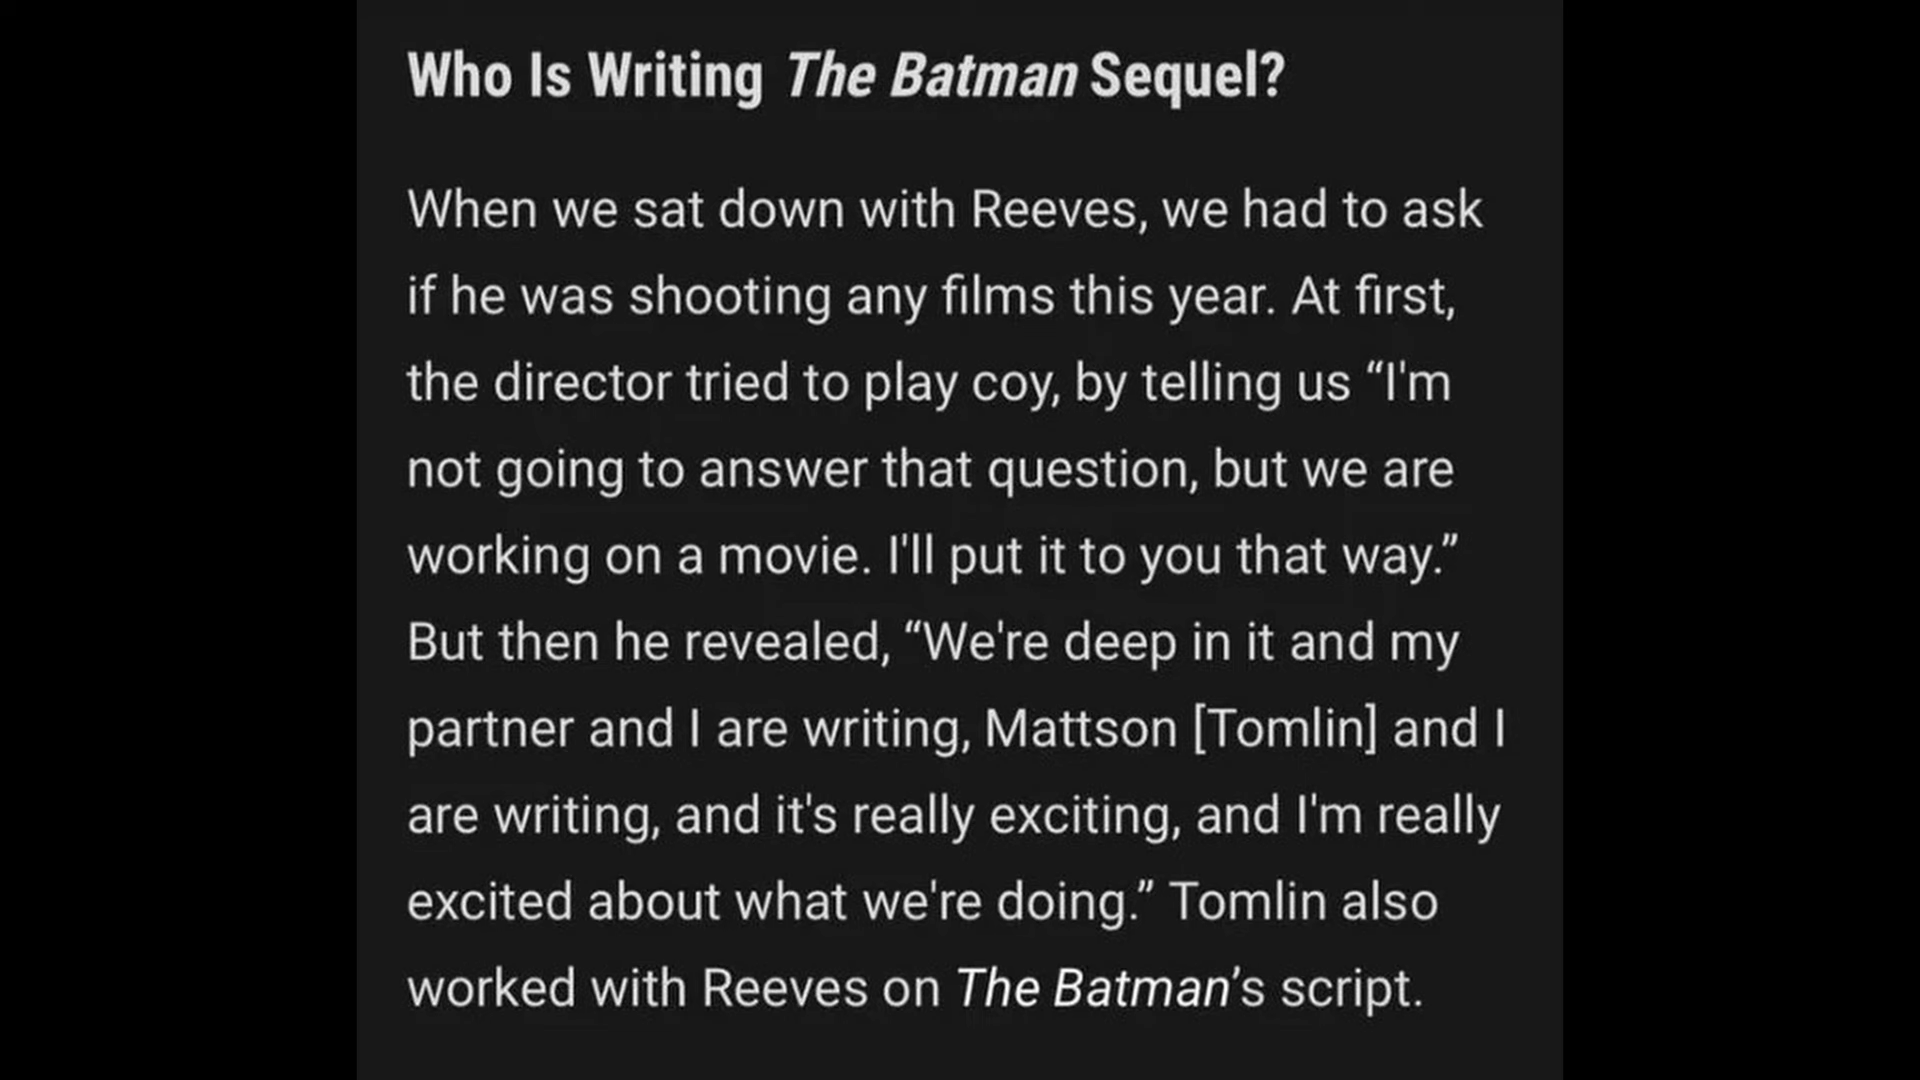 Who Is Writing The Batman Sequel?
When we sat down with Reeves, we had to ask
if he was shooting any films this year. At first,
the director tried to play coy, by telling us “I'm
not going to answer that question, but we are
working on a movie. I'll put it to you that way.”
But then he revealed, “We're deep in it and my
partner and I are writing, Mattson [Tomlin] and I
are writing, and it's really exciting, and I'm really
excited about what we're doing.” Tomlin also
worked with Reeves on The Batman’s script.